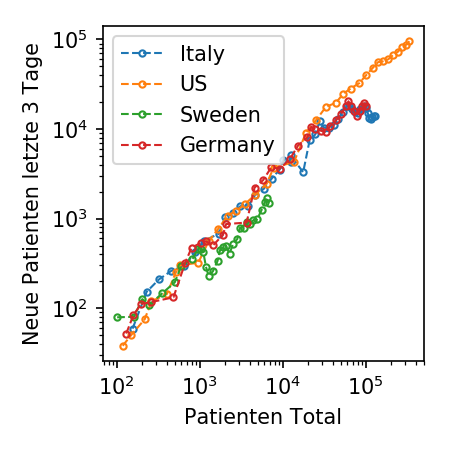 Neue Patienten letzte 3 Tage
10^5
10^4
10^3
10^2
Italy
US
Sweden
Germany
10^2 10^3 10^4 10^5
Patienten Total